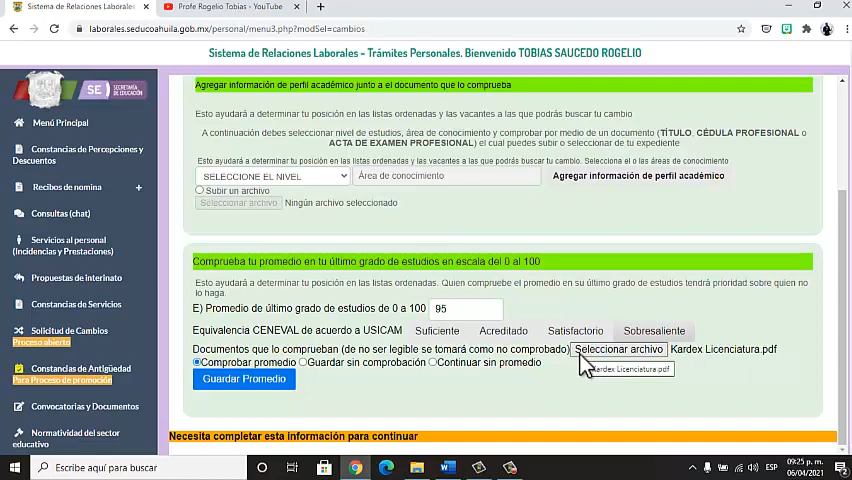 Sistema de Relaciones Laborales
Profe Rogelio Tobias - YouTube
laborales.seducoahuila.gob.mx/personal/menu3.php?modSel=cambios
Sistema de Relaciones Laborales - Trámites Personales. Bienvenido TOBIAS SAUCEDO ROGELIO
SE SECRETARÍA DE EDUCACIÓN
Menú Principal
Constancias de Percepciones y
Descuentos
Recibos de nomina +
Consultas (chat)
Servicios al personal
(Incidencias y Prestaciones)
Propuestas de interinato
Constancias de Servicios
Solicitud de Cambios
Proceso abierto
Constancias de Antigüedad
Para Proceso de promoción
Convocatorias y Documentos
Normatividad del sector
educativo
Agregar información de perfil académico junto a el documento que lo comprueba
Esto ayudará a determinar tu posición en las listas ordenadas y las vacantes a las que podrás buscar tu cambio
A continuación debes seleccionar nivel de estudios, área de conocimiento y comprobar por medio de un documento (TÍTULO, CÉDULA PROFESIONAL o
ACTA DE EXAMEN PROFESIONAL) el cual puedes subir o seleccionar de tu expediente
Esto ayudará a determinar tu posición en las listas ordenadas y las vacantes a las que podrás buscar tu cambio. Selecciona el o las áreas de conocimiento
SELECCIONE EL NIVEL Área de conocimiento Agregar información de perfil académico
Subir un archivo
Seleccionar archivo Ningún archivo seleccionado
Comprueba tu promedio en tu último grado de estudios en escala del 0 al 100
Esto ayudará a determinar tu posición en las listas ordenadas. Quien compruebe el promedio en su último grado de estudios tendrá prioridad sobre quien no
lo haga.
E) Promedio de último grado de estudios de 0 a 100 95
Equivalencia CENEVAL de acuerdo a USICAM Suficiente Acreditado Satisfactorio Sobresaliente
Documentos que lo comprueban (de no ser legible se tomará como no comprobado) Seleccionar archivo Kardex Licenciatura.pdf
Comprobar promedio Guardar sin comprobación Continuar sin promedio
Kardex Licenciatura.pdf
Guardar Promedio
Necesita completar esta información para continuar
Escribe aquí para buscar
ESP
09:25 p. m.
06/04/2021
2